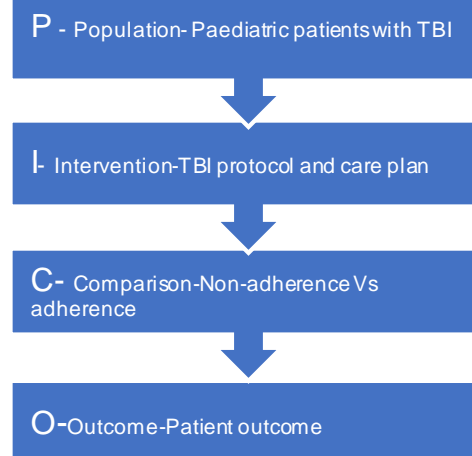 P - Population- Paediatric patients with TBI
I- Intervention-TBI protocol and care plan
C- Comparison-Non-adherence Vs
adherence
O-Outcome-Patient outcome